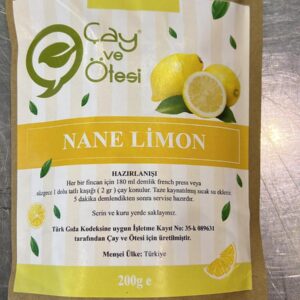 Çay
ve
Ötesi
NANE LİMON
HAZIRLANIŞI
Her bir fincan için 180 ml demlik french press veya
süzgece 1 dolu tatlı kaşığı ( 2 gr ) çay konulur. Taze kaynatılmış sıcak su eklenir.
5 dakika demlendikten sonra servise hazırdır.
Serin ve kuru yerde saklayınız.
Türk Gıda Kodeksine uygun İşletme Kayıt No: 35-k 089631
tarafından Çay ve Ötesi için üretilmiştir.
Menşei Ülke: Türkiye
200g e